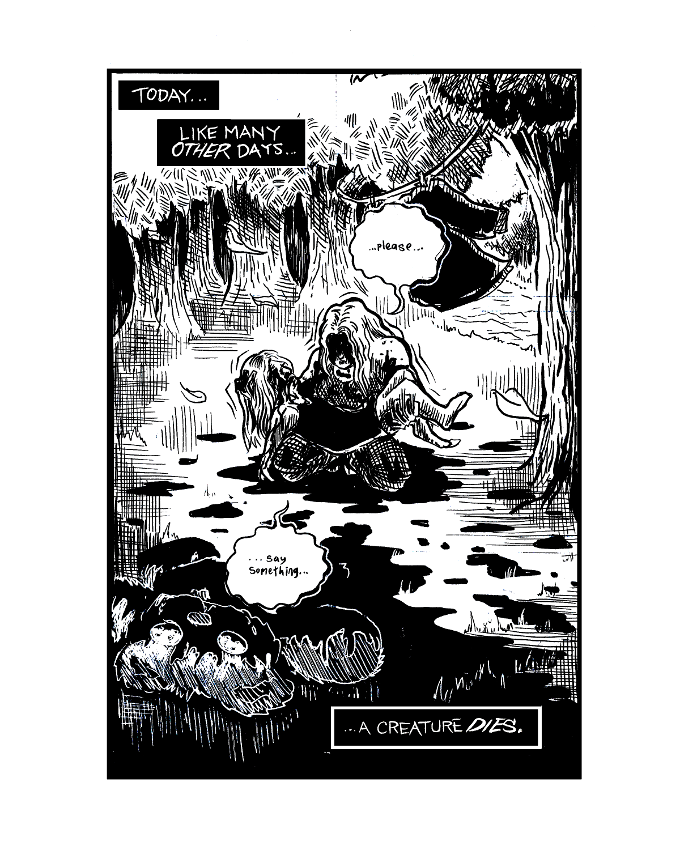 TODAY...
LIKE MANY
OTHER DAYS...
...please...
...say
something...
...A CREATURE DIES.